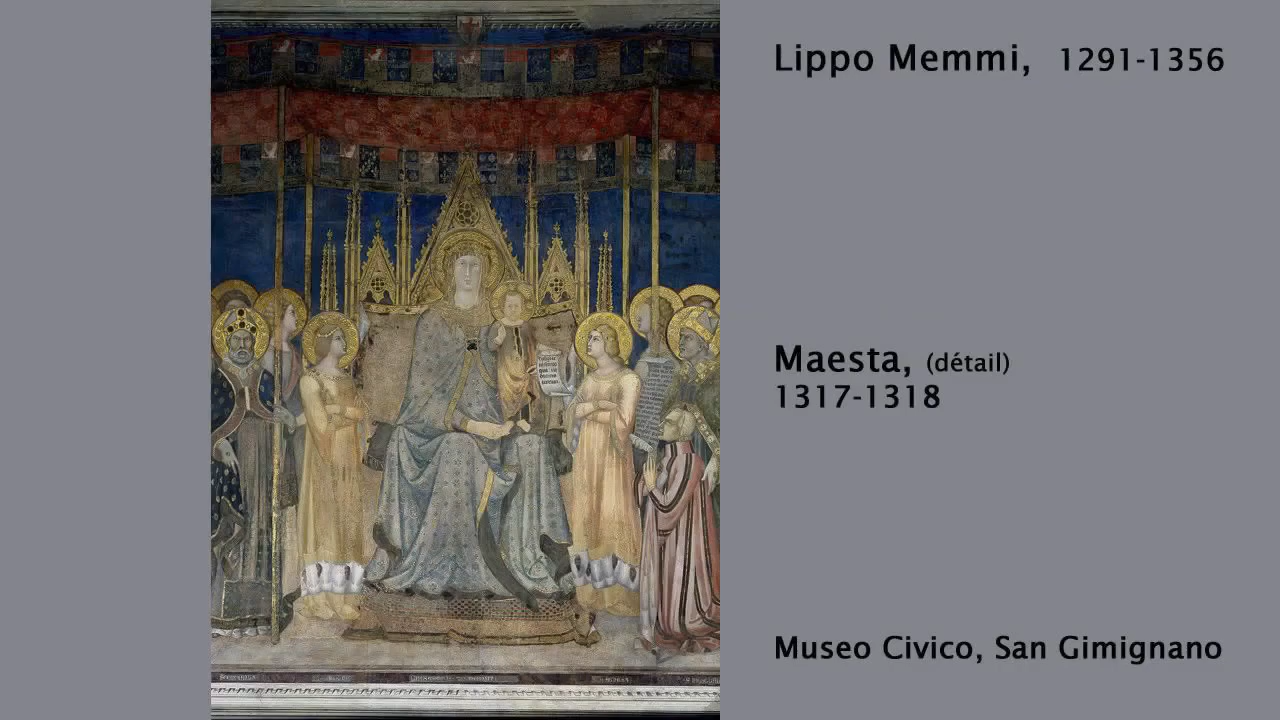 Lippo Memmi, 1291-1356
Maesta, (détail)
1317-1318
Museo Civico, San Gimignano